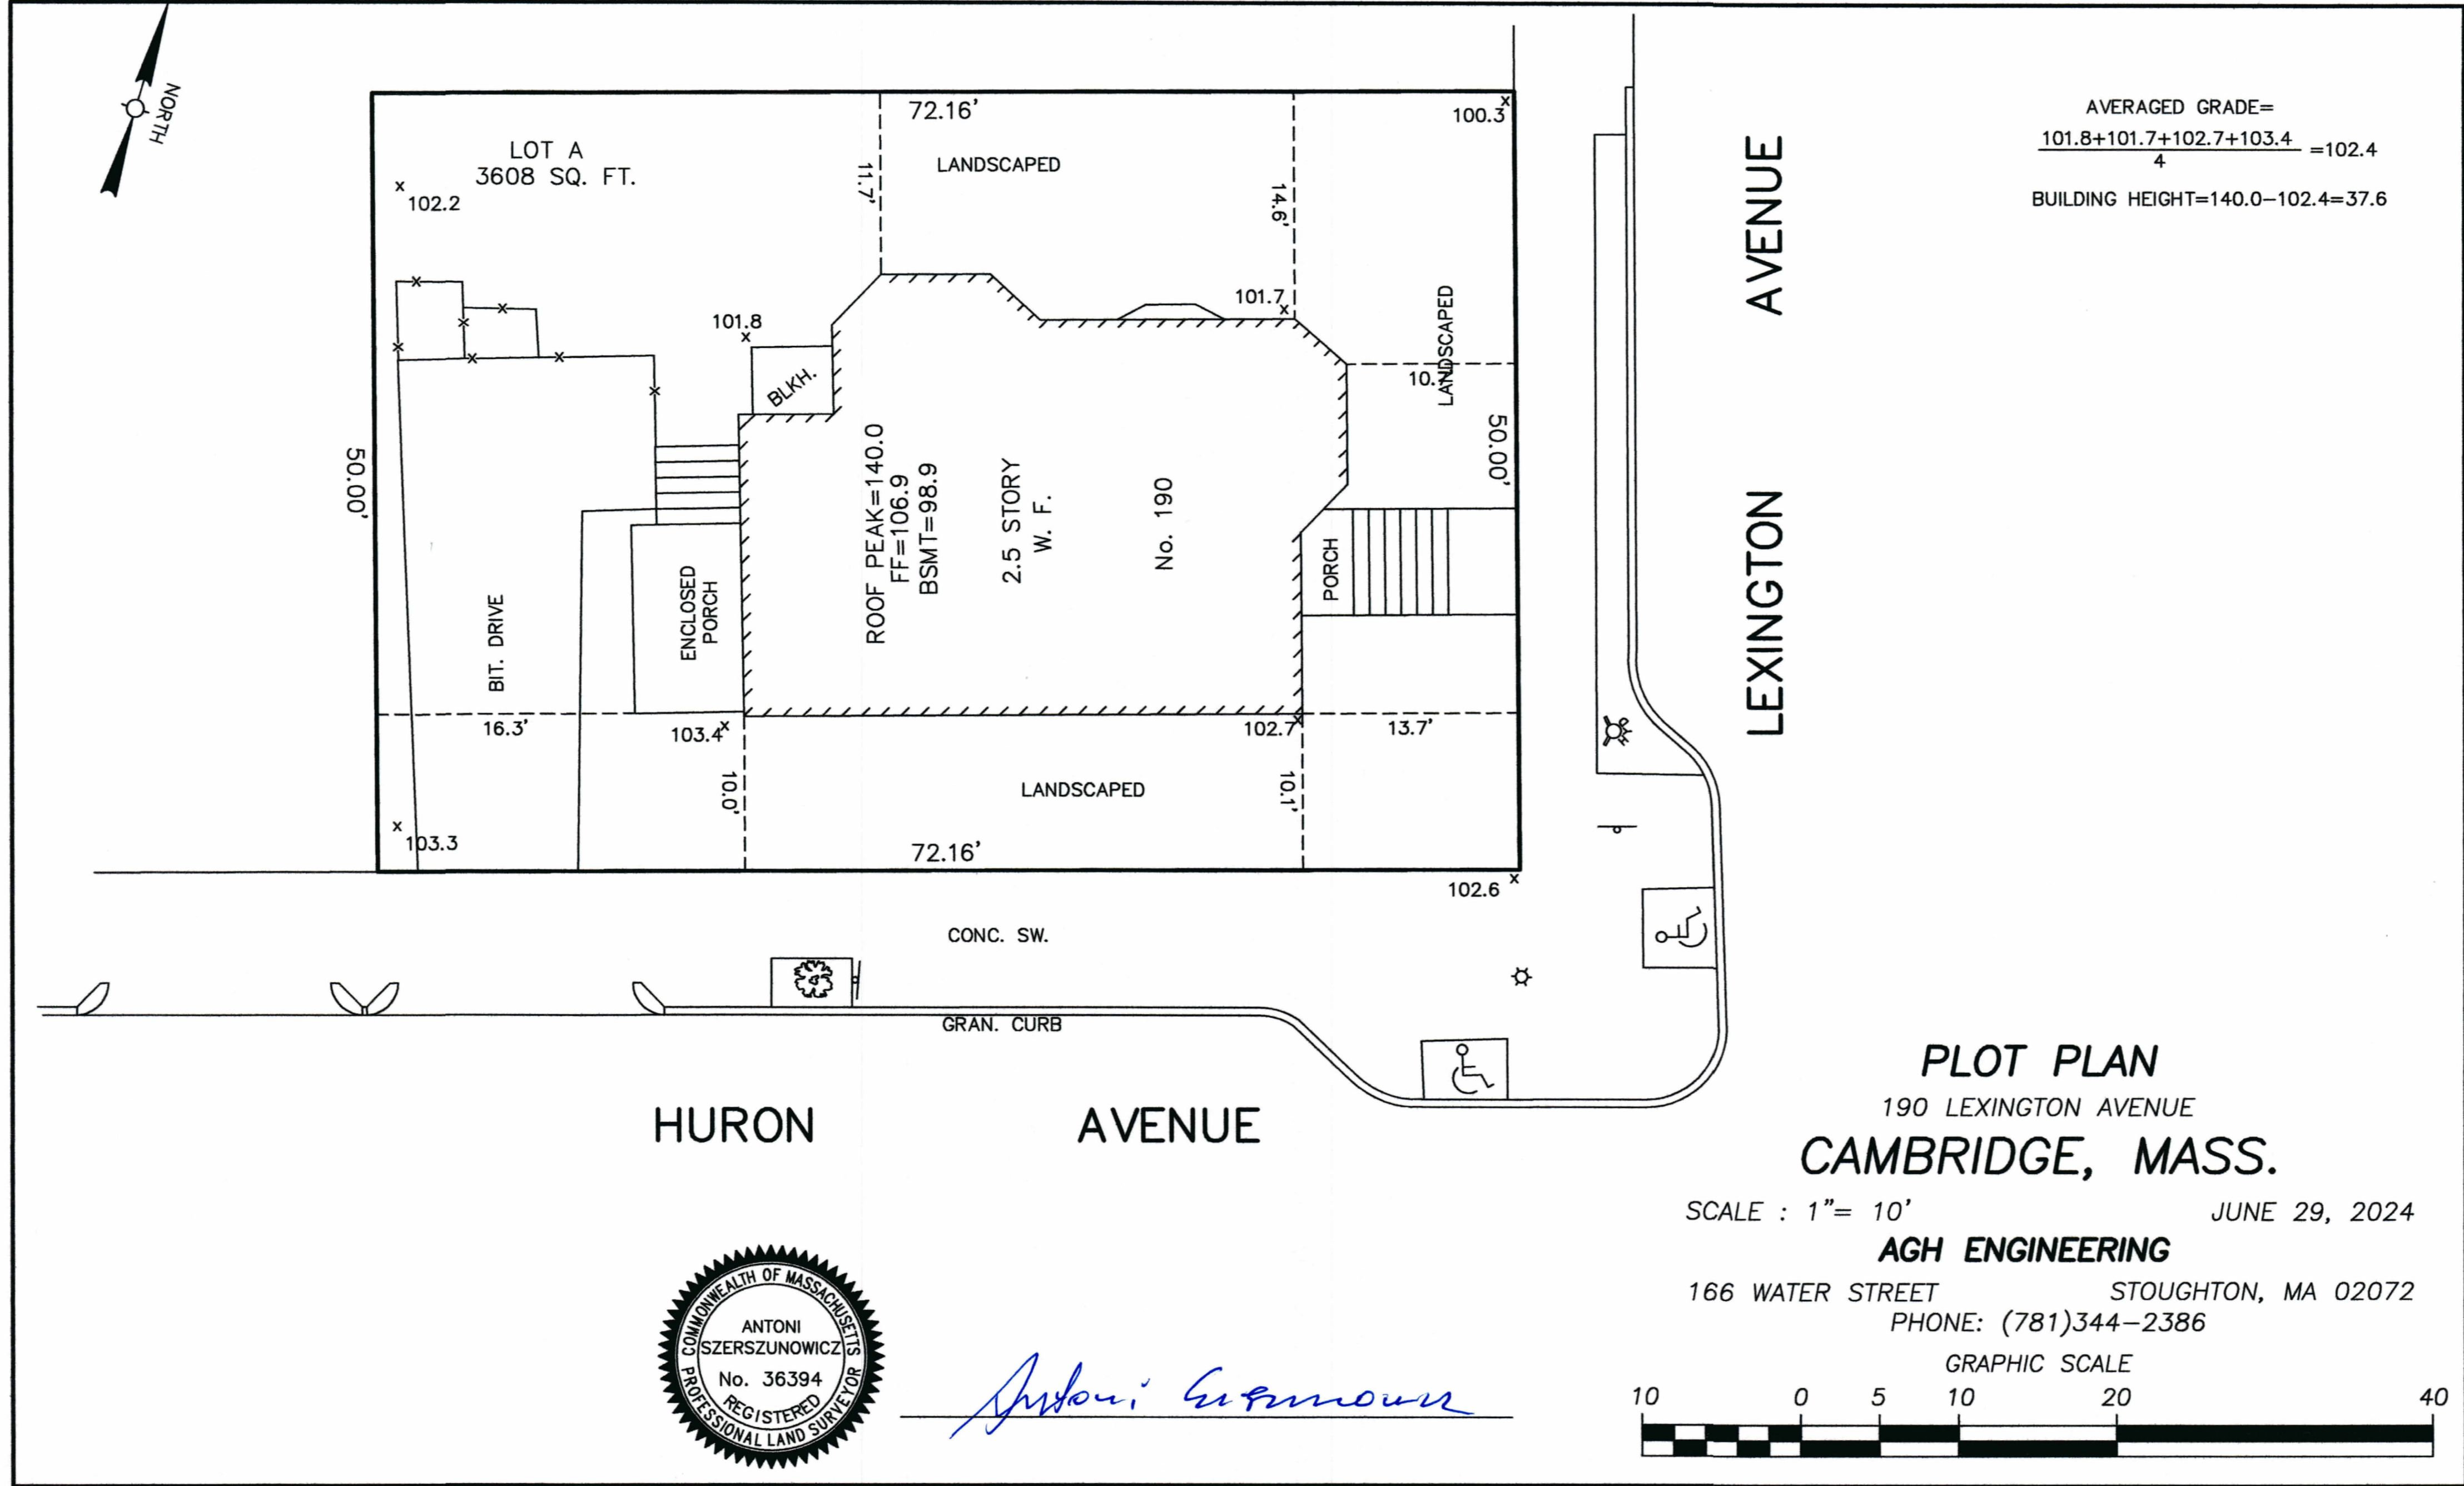 NORTH
72.16'
100.3
LOT A
3608 SQ. FT.
LANDSCAPED
11.7'
14.6'
102.2
101.7
101.8
LANDSCAPED
BLKH.
50.00'
50.00'
ROOF PEAK=140.0
FF=106.9
BSMT=98.9
2.5 STORY
W. F.
No. 190
PORCH
ENCLOSED
PORCH
BIT. DRIVE
16.3'
103.4
102.7
13.7'
10.0'
10.1'
LANDSCAPED
103.3
72.16'
102.6
CONC. SW.
GRAN. CURB
HURON AVENUE
LEXINGTON AVENUE
AVERAGED GRADE=
101.8+101.7+102.7+103.4
4
=102.4
BUILDING HEIGHT=140.0−102.4=37.6
PLOT PLAN
190 LEXINGTON AVENUE
CAMBRIDGE, MASS.
SCALE : 1"= 10' JUNE 29, 2024
AGH ENGINEERING
166 WATER STREET STOUGHTON, MA 02072
PHONE: (781)344−2386
GRAPHIC SCALE
10 0 5 10 20 40
COMMONWEALTH OF MASSACHUSETTS
ANTONI
SZERSZUNOWICZ
No. 36394
REGISTERED
PROFESSIONAL LAND SURVEYOR
Antoni